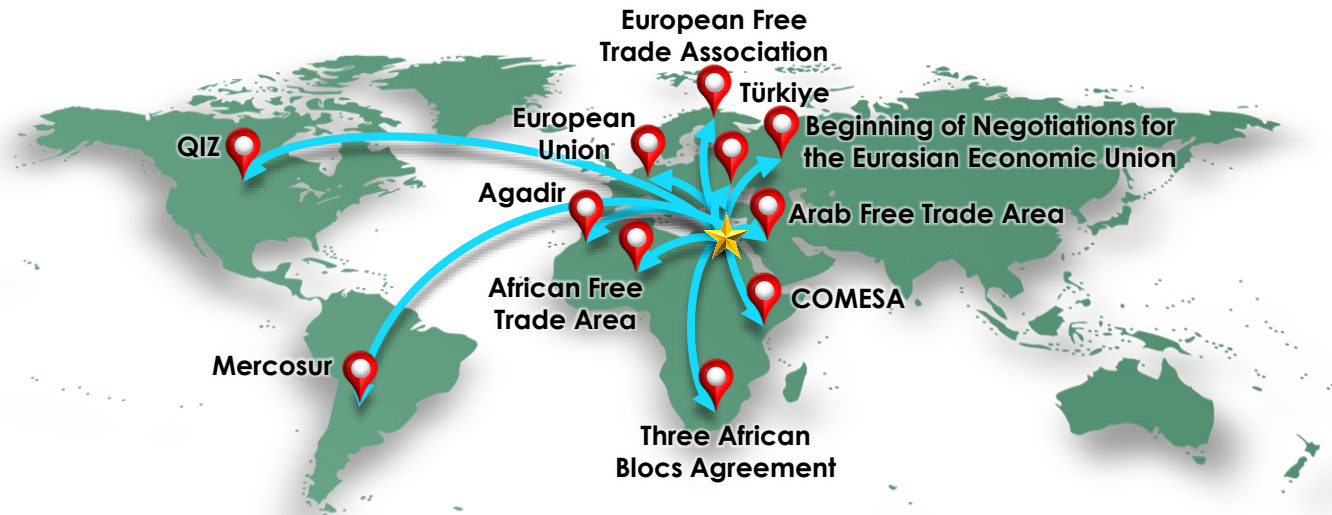 European Free
Trade Association
Türkiye
European
Union
Beginning of Negotiations for
the Eurasian Economic Union
QIZ
Agadir
Arab Free Trade Area
African Free
Trade Area
COMESA
Mercosur
Three African
Blocs Agreement